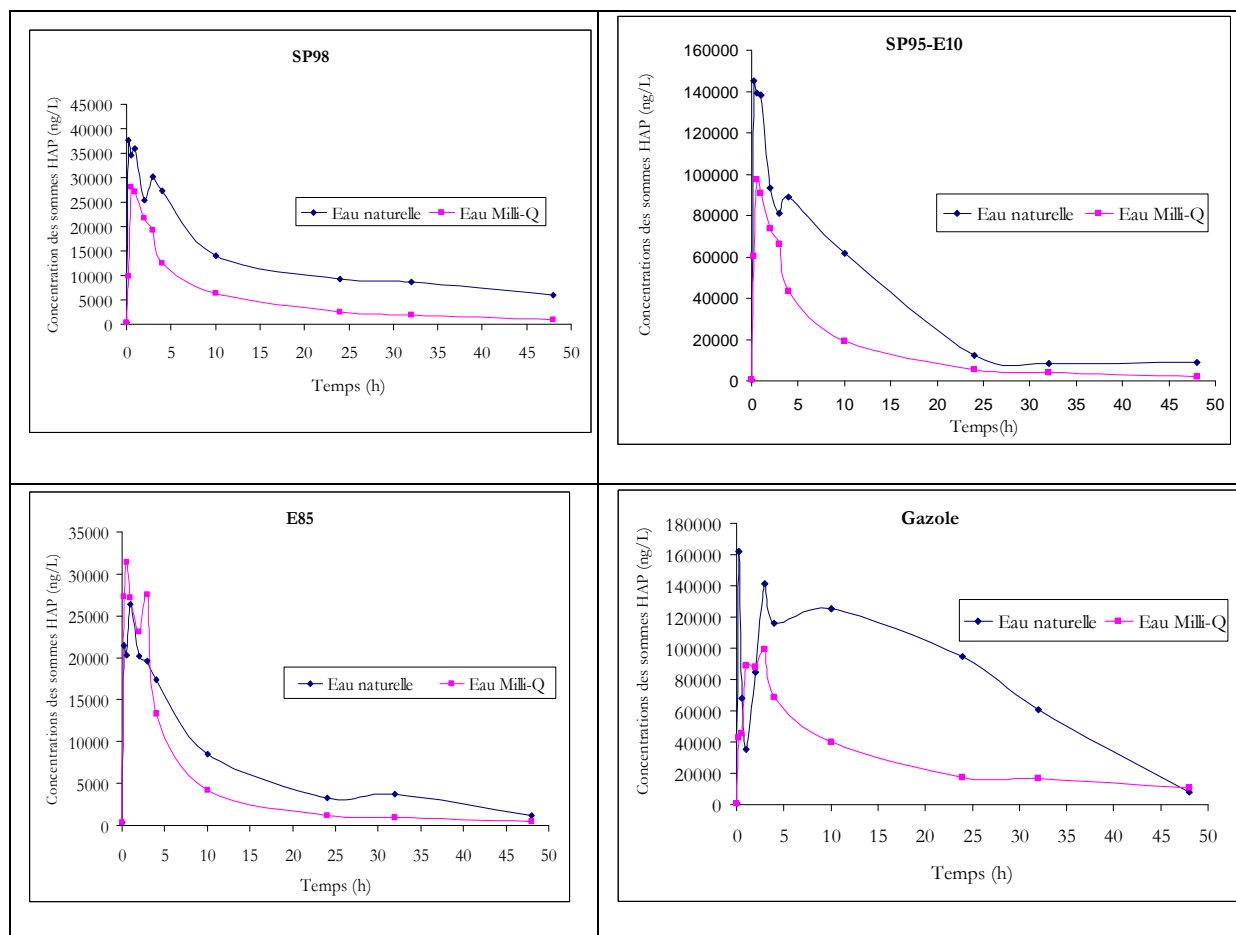 SP98
Concentration des sommes HAP (ng/L)
45000
40000
35000
30000
25000
20000
15000
10000
5000
0
Eau naturelle Eau Milli-Q
0 5 10 15 20 25 30 35 40 45 50
Temps (h)
SP95-E10
Concentrations des sommes HAP (ng/L)
160000
140000
120000
100000
80000
60000
40000
20000
0
Eau naturelle Eau Milli-Q
0 5 10 15 20 25 30 35 40 45 50
Temps(h)
E85
Concentrations des sommes HAP (ng/L)
35000
30000
25000
20000
15000
10000
5000
0
Eau naturelle Eau Milli-Q
0 5 10 15 20 25 30 35 40 45 50
Temps (h)
Gazole
Concentrations des sommes HAP (ng/L)
180000
160000
140000
120000
100000
80000
60000
40000
20000
0
Eau naturelle Eau Milli-Q
0 5 10 15 20 25 30 35 40 45 50
Temps (h)